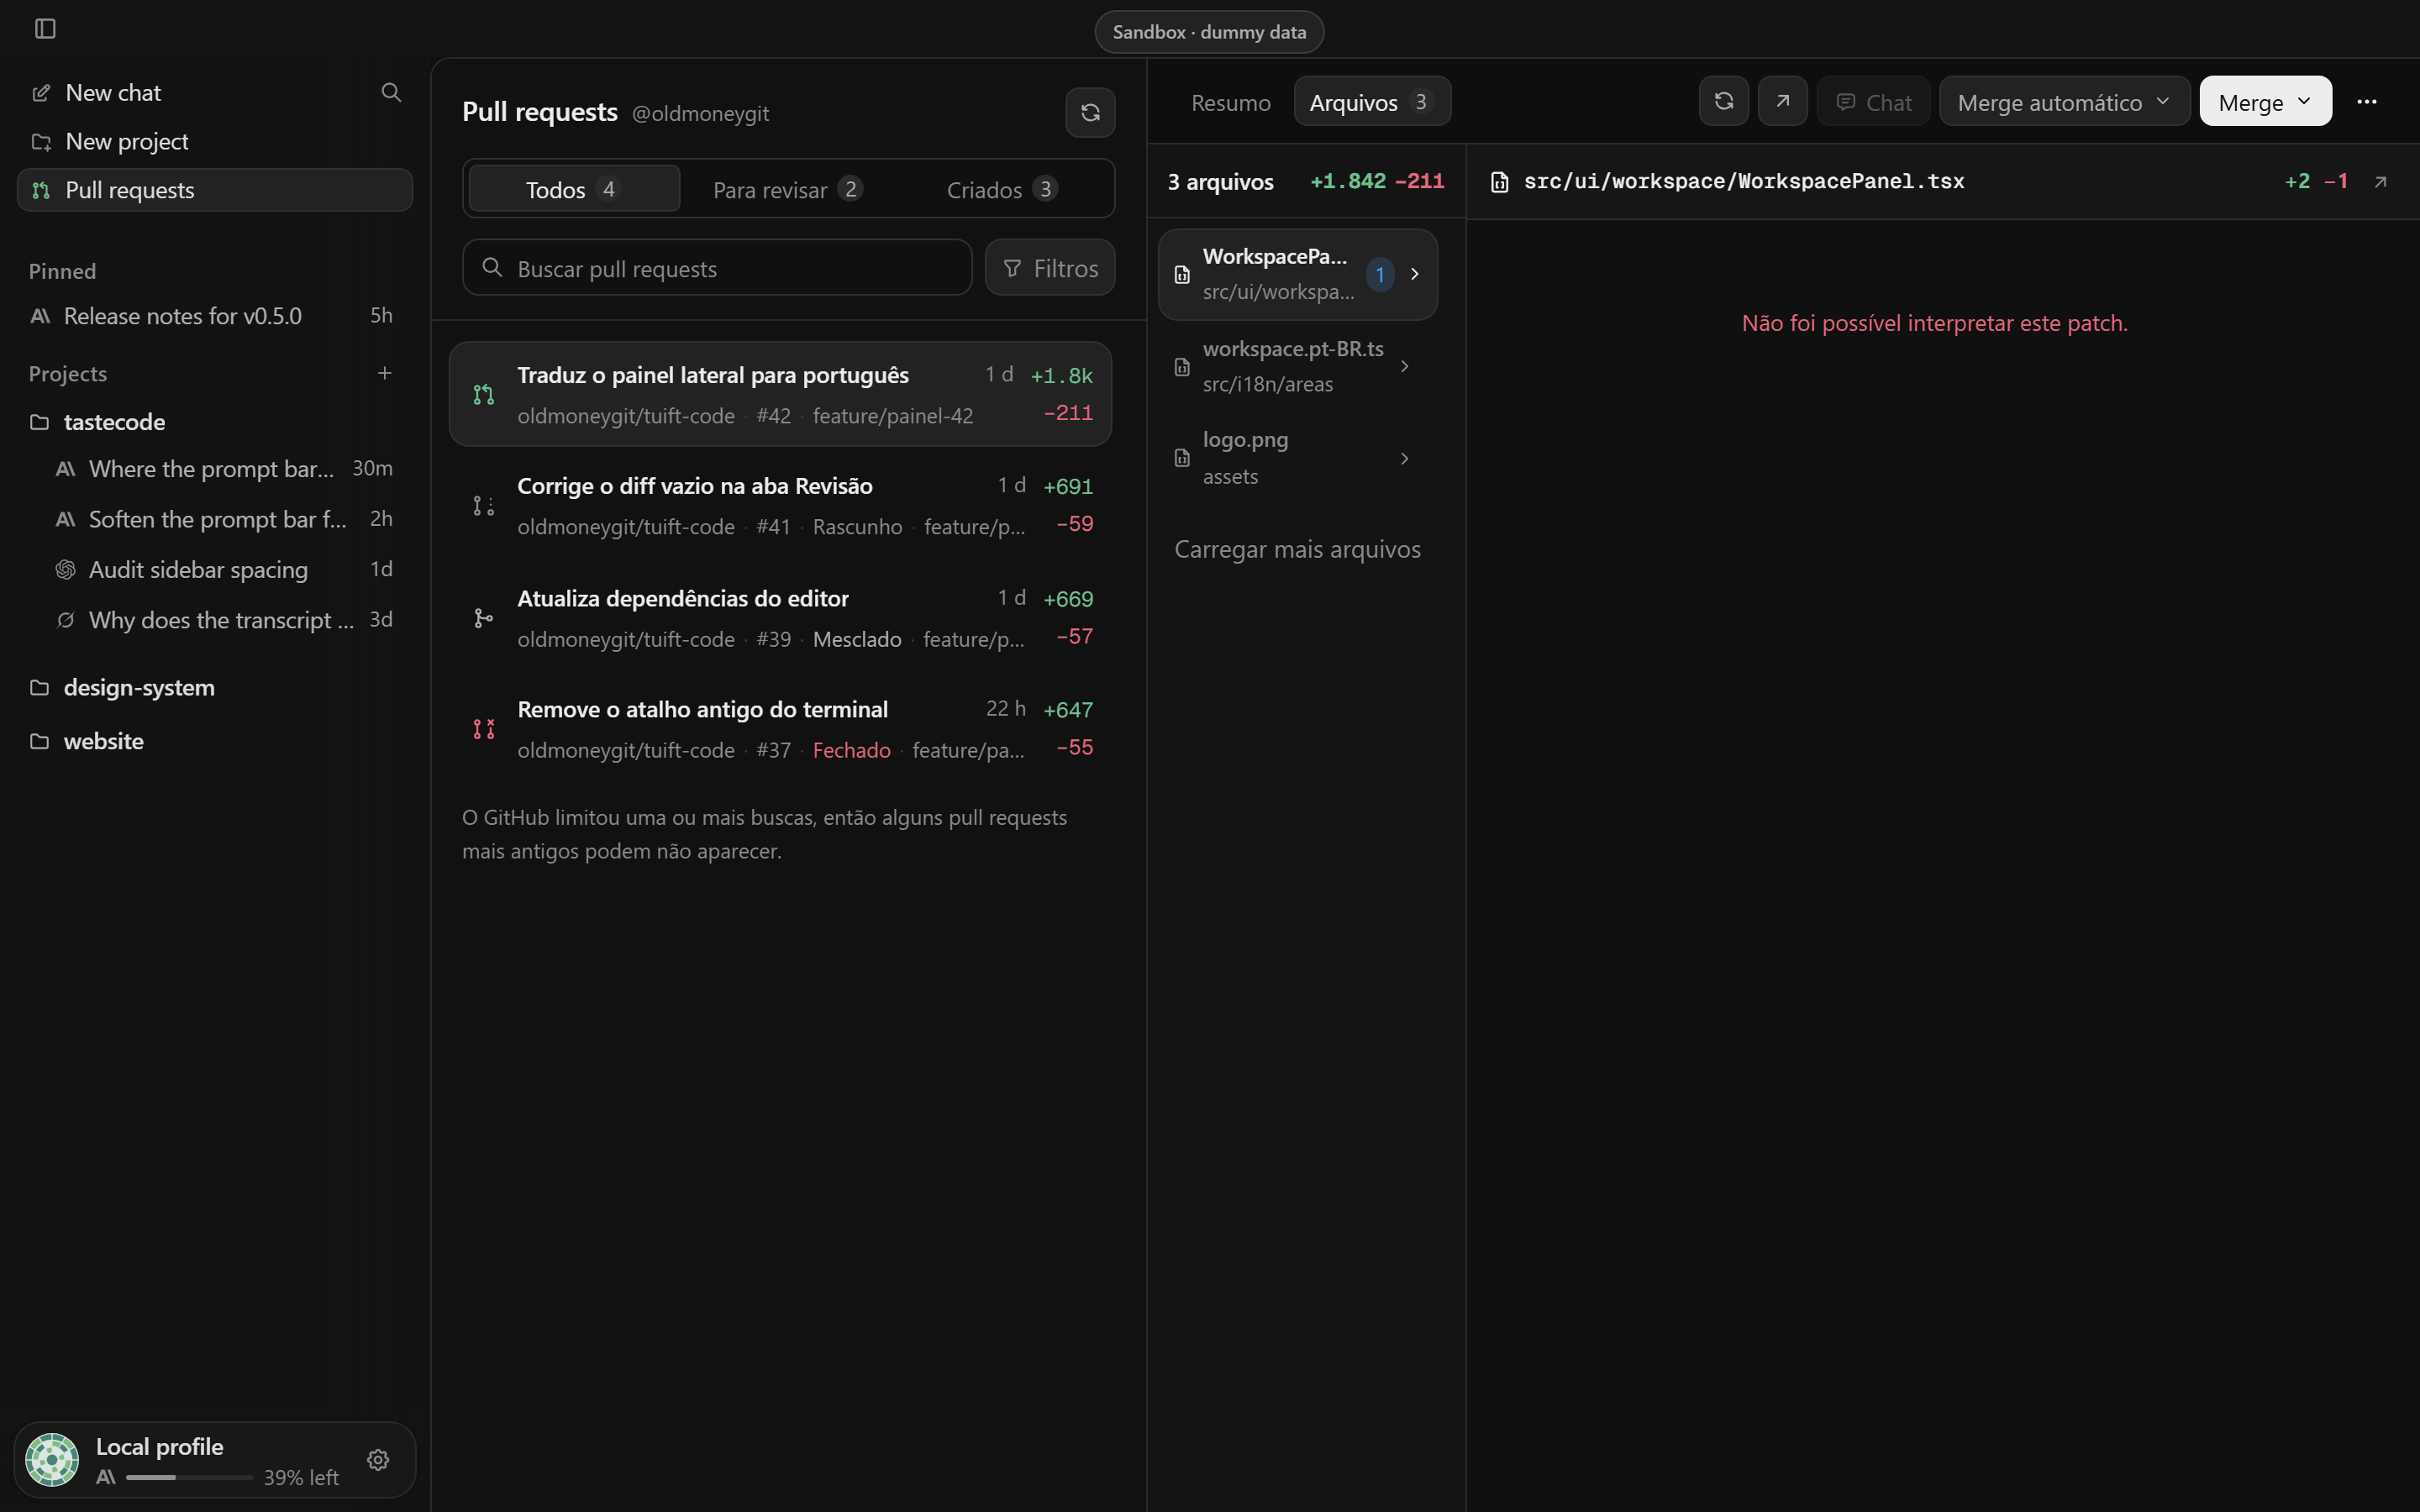 Sandbox · dummy data
New chat
New project
Pull requests
Pinned
Release notes for v0.5.0 5h
Projects
tastecode
Where the prompt bar... 30m
Soften the prompt bar f... 2h
Audit sidebar spacing 1d
Why does the transcript ... 3d
design-system
website
Local profile
39% left
Pull requests @oldmoneygit
Todos 4 Para revisar 2 Criados 3
Buscar pull requests Filtros
Traduz o painel lateral para português 1 d +1.8k
oldmoneygit/tuift-code · #42 · feature/painel-42 −211
Corrige o diff vazio na aba Revisão 1 d +691
oldmoneygit/tuift-code · #41 · Rascunho · feature/p... −59
Atualiza dependências do editor 1 d +669
oldmoneygit/tuift-code · #39 · Mesclado · feature/p... −57
Remove o atalho antigo do terminal 22 h +647
oldmoneygit/tuift-code · #37 · Fechado · feature/pa... −55
O GitHub limitou uma ou mais buscas, então alguns pull requests
mais antigos podem não aparecer.
Resumo Arquivos 3 Chat Merge automático Merge
3 arquivos +1.842 −211
WorkspacePa... 1
src/ui/workspa...
workspace.pt-BR.ts
src/i18n/areas
logo.png
assets
Carregar mais arquivos
src/ui/workspace/WorkspacePanel.tsx +2 −1
Não foi possível interpretar este patch.